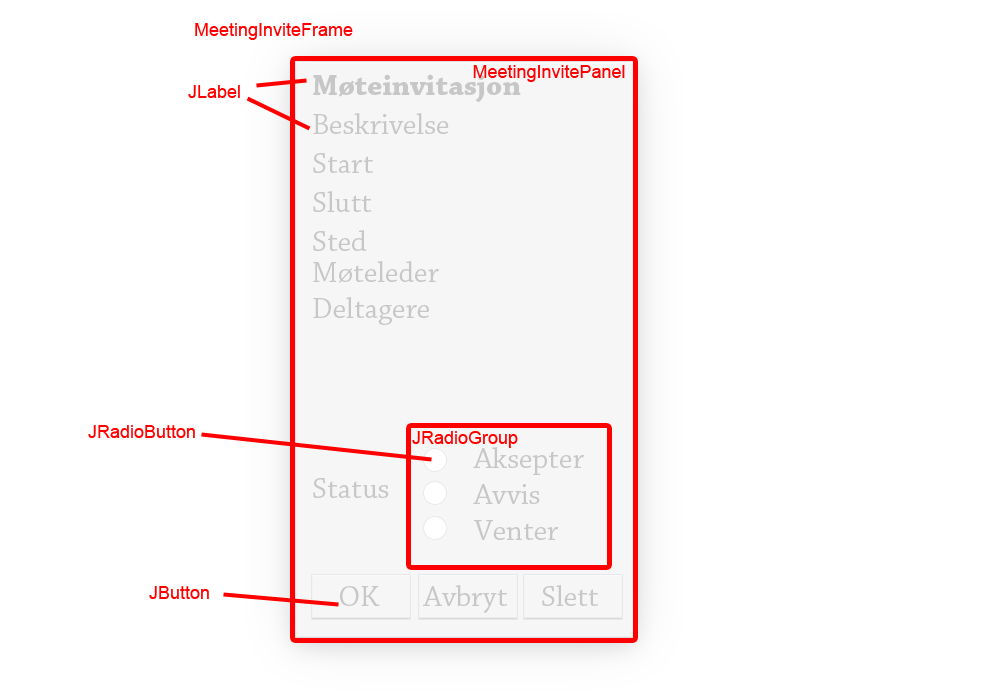 MeetingInviteFrame
MeetingInvitePanel
Møteinvitasjon
JLabel
Beskrivelse
Start
Slutt
Sted
Møteleder
Deltagere
JRadioButton
JRadioGroup
Aksepter
Status
Avvis
Venter
JButton
OK Avbryt Slett